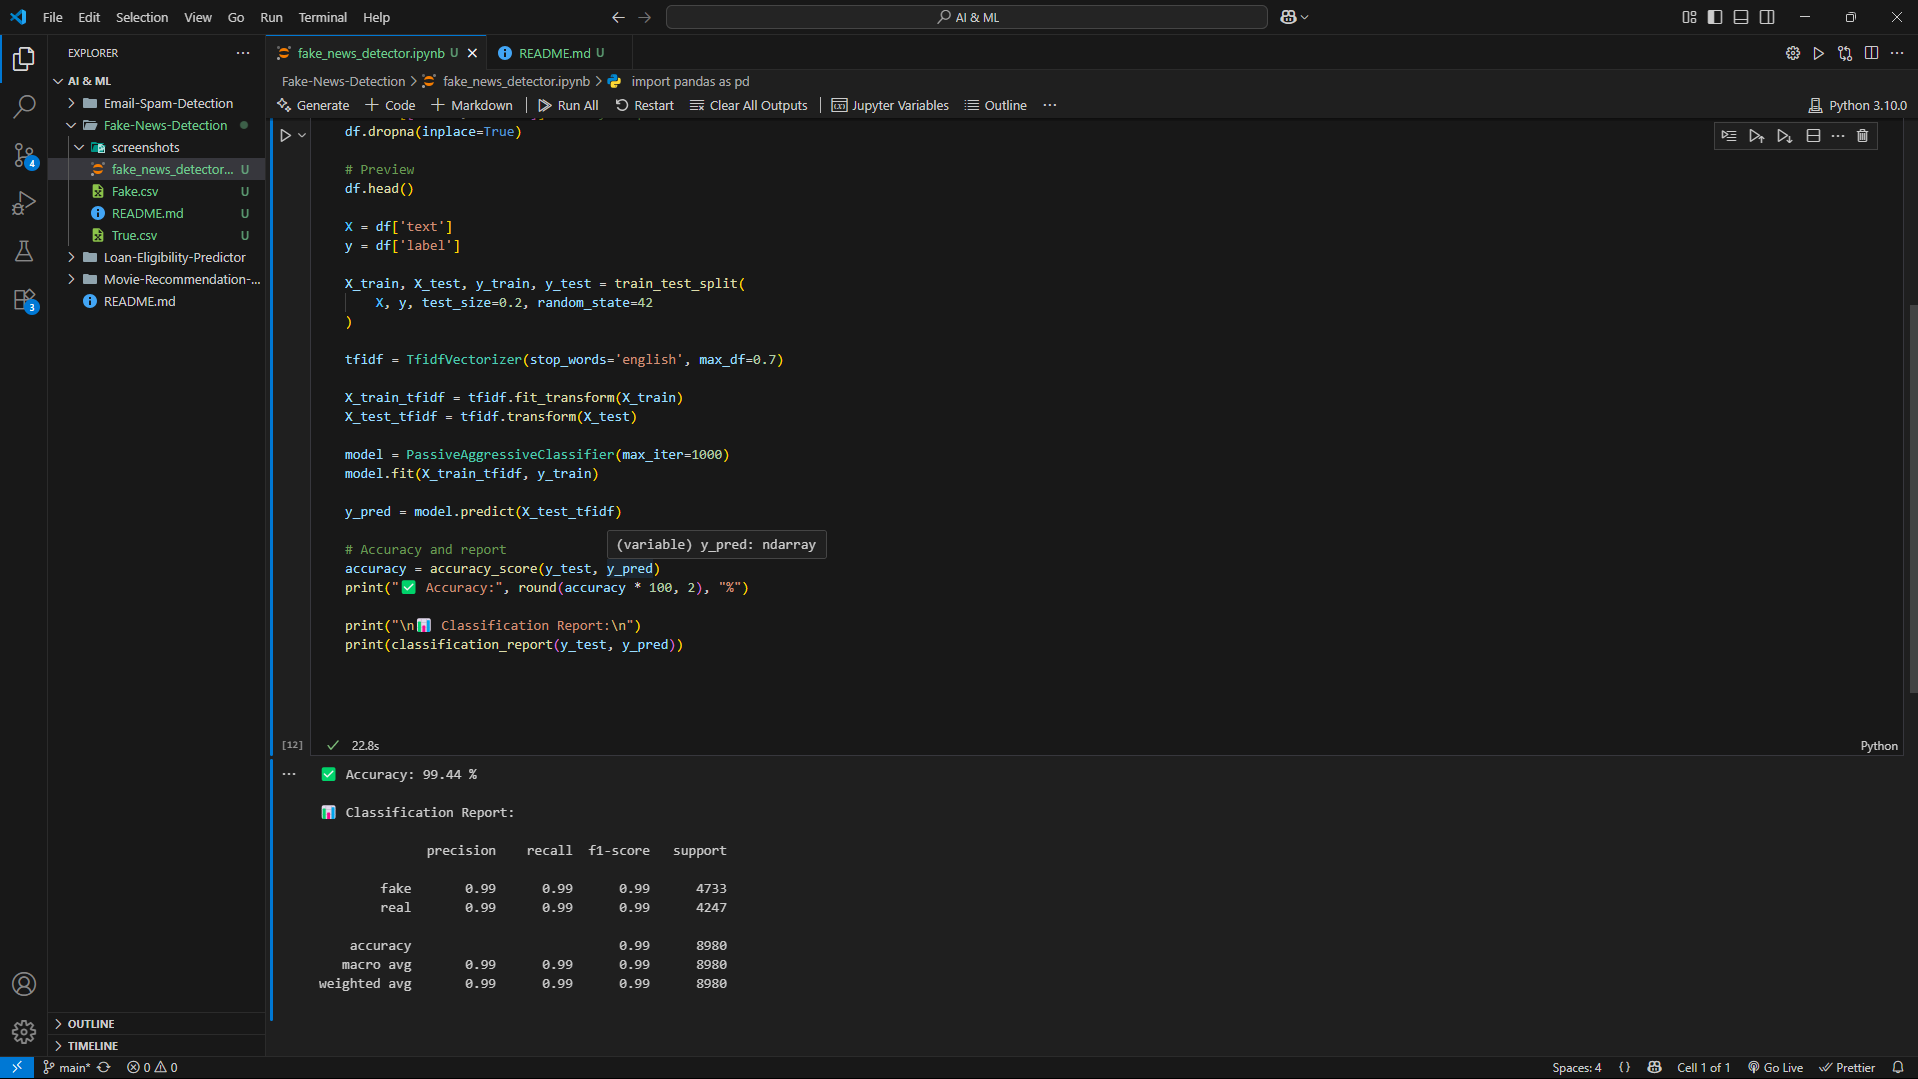 File Edit Selection View Go Run Terminal Help
AI & ML
EXPLORER
AI & ML
Email-Spam-Detection
Fake-News-Detection
screenshots
fake_news_detector... U
Fake.csv U
README.md U
True.csv U
Loan-Eligibility-Predictor
Movie-Recommendation-...
README.md
OUTLINE
TIMELINE
4
3
fake_news_detector.ipynb U
README.md U
Fake-News-Detection > fake_news_detector.ipynb > import pandas as pd
Generate + Code + Markdown Run All Restart Clear All Outputs Jupyter Variables Outline ...
Python 3.10.0
df.dropna(inplace=True)
# Preview
df.head()
X = df['text']
y = df['label']
X_train, X_test, y_train, y_test = train_test_split(
X, y, test_size=0.2, random_state=42
)
tfidf = TfidfVectorizer(stop_words='english', max_df=0.7)
X_train_tfidf = tfidf.fit_transform(X_train)
X_test_tfidf = tfidf.transform(X_test)
model = PassiveAggressiveClassifier(max_iter=1000)
model.fit(X_train_tfidf, y_train)
y_pred = model.predict(X_test_tfidf)
(variable) y_pred: ndarray
# Accuracy and report
accuracy = accuracy_score(y_test, y_pred)
print("✅ Accuracy:", round(accuracy * 100, 2), "%")
print("\n📊 Classification Report:\n")
print(classification_report(y_test, y_pred))
[12] ✓ 22.8s
Python
✅ Accuracy: 99.44 %
📊 Classification Report:
precision recall f1-score support
fake 0.99 0.99 0.99 4733
real 0.99 0.99 0.99 4247
accuracy 0.99 8980
macro avg 0.99 0.99 0.99 8980
weighted avg 0.99 0.99 0.99 8980
main* 0 0
Spaces: 4 {} Cell 1 of 1 Go Live Prettier